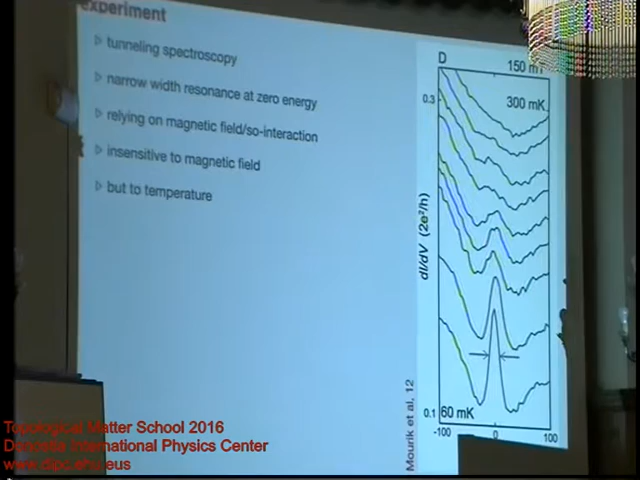 experiment
▷ tunneling spectroscopy
▷ narrow width resonance at zero energy
▷ relying on magnetic field/so-interaction
▷ insensitive to magnetic field
▷ but to temperature
D
150 mT
300 mK
0.3
dI/dV (2e²/h)
0.1
60 mK
-100 0 100
Mourik et al. 12
Topological Matter School 2016
Donostia International Physics Center
www.dipc.ehu.eus